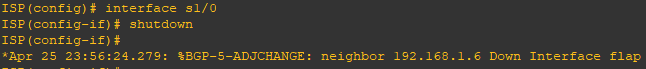 ISP(config)# interface s1/0
ISP(config-if)# shutdown
ISP(config-if)#
*Apr 25 23:56:24.279: %BGP-5-ADJCHANGE: neighbor 192.168.1.6 Down Interface flap